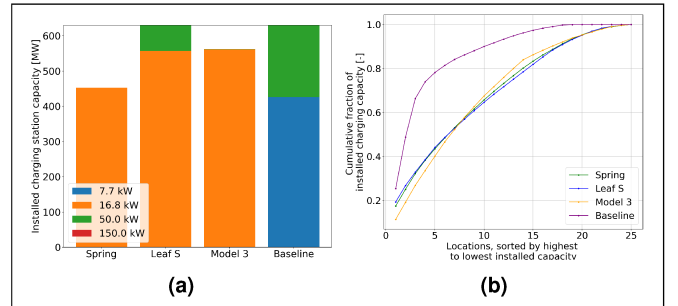 Installed charging station capacity [MW]
600
500
400
300
200
100
0
7.7 kW
16.8 kW
50.0 kW
150.0 kW
Spring Leaf S Model 3 Baseline
(a)
Cumulative fraction of
installed charging capacity [-]
1.0
0.8
0.6
0.4
0.2
Spring
Leaf S
Model 3
Baseline
0 5 10 15 20 25
Locations, sorted by highest
to lowest installed capacity
(b)